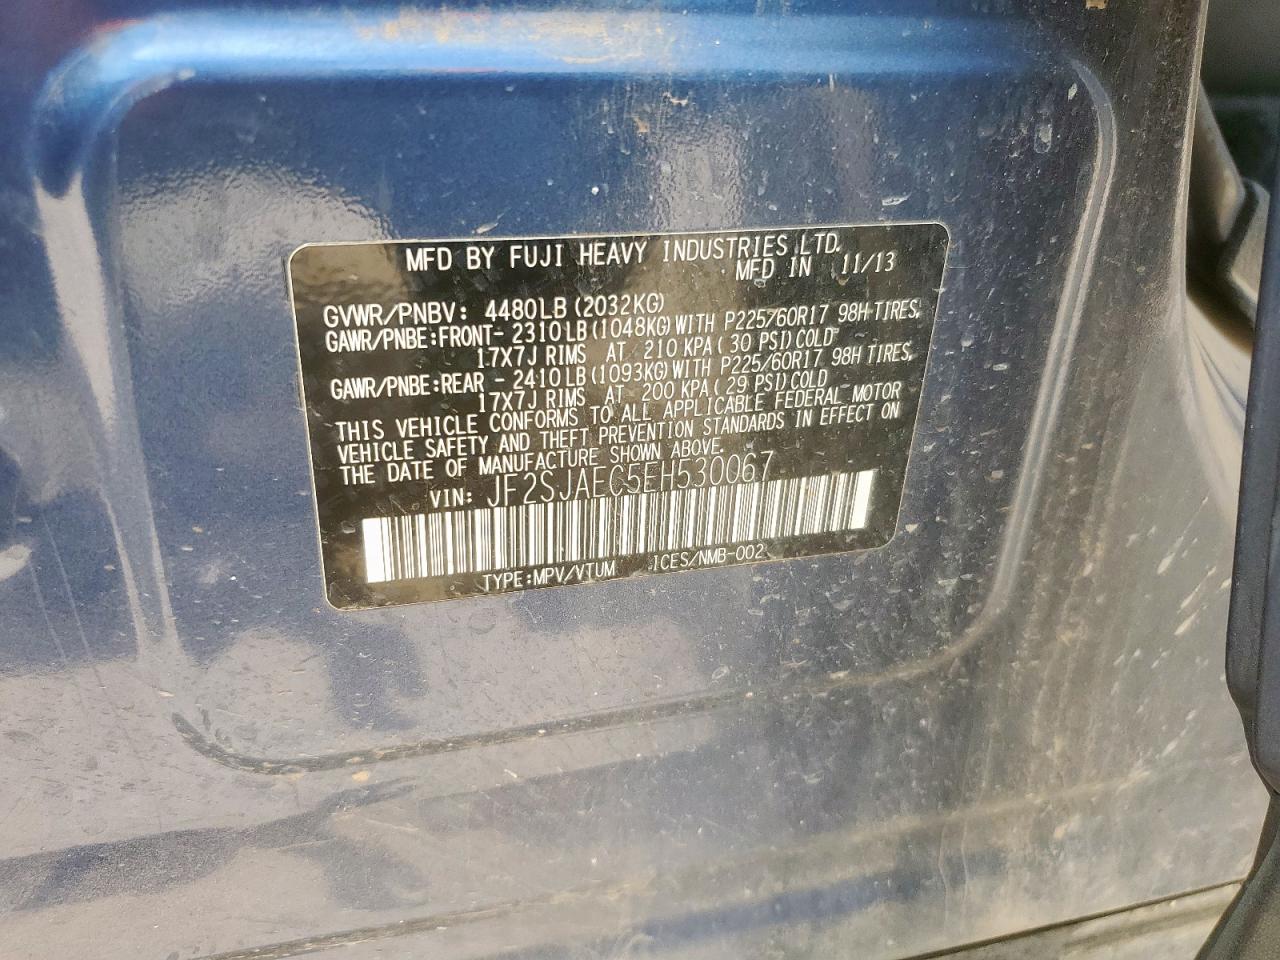 MFD BY FUJI HEAVY INDUSTRIES LTD.
MFD IN 11/13
GVWR/PNBV: 4480LB(2032KG)
GAWR/PNBE:FRONT-2310LB(1048KG)WITH P225/60R17 98H TIRES,
17X7J RIMS AT 210 KPA(30 PSI)COLD
GAWR/PNBE:REAR -2410LB(1093KG)WITH P225/60R17 98H TIRES,
17X7J RIMS AT 200 KPA(29 PSI)COLD
THIS VEHICLE CONFORMS TO ALL APPLICABLE FEDERAL MOTOR
VEHICLE SAFETY AND THEFT PREVENTION STANDARDS IN EFFECT ON
THE DATE OF MANUFACTURE SHOWN ABOVE.
VIN: JF2SJAEC5EH530067
TYPE:MPV/VTUM ICES/NMB-002